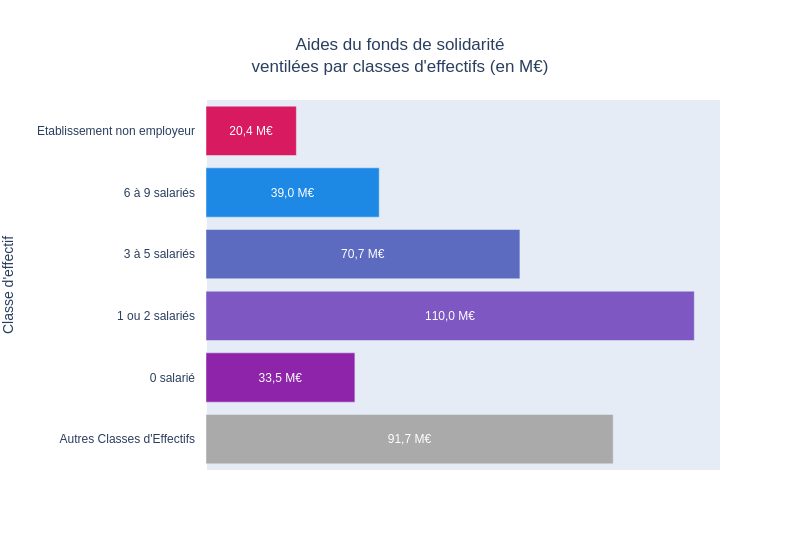 Aides du fonds de solidarité
ventilées par classes d'effectifs (en M€)
Classe d'effectif
Etablissement non employeur
20,4 M€
6 à 9 salariés
39,0 M€
3 à 5 salariés
70,7 M€
1 ou 2 salariés
110,0 M€
0 salarié
33,5 M€
Autres Classes d'Effectifs
91,7 M€